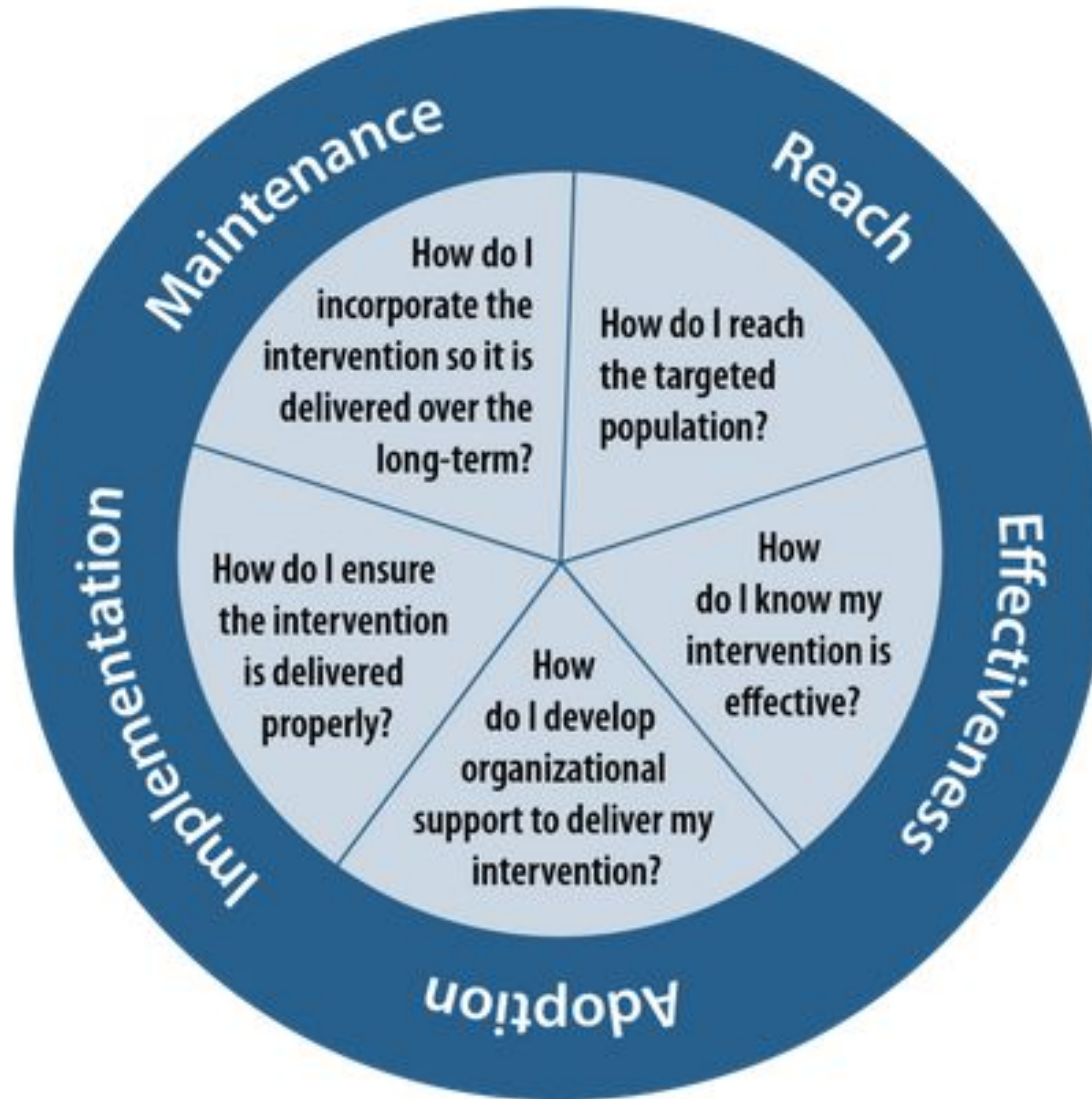 Reach
How do I reach
the targeted
population?
Effectiveness
How
do I know my
intervention is
effective?
Adoption
How
do I develop
organizational
support to deliver my
intervention?
Implementation
How do I ensure
the intervention
is delivered
properly?
Maintenance
How do I
incorporate the
intervention so it is
delivered over the
long-term?